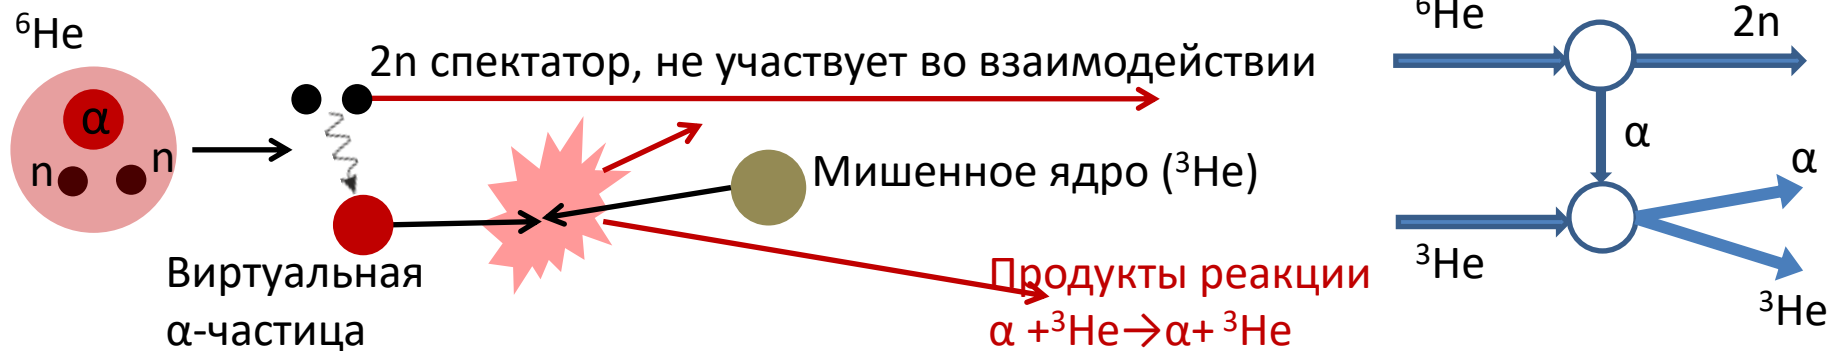 ⁶He
α
n
n
2n спектатор, не участвует во взаимодействии
Мишенное ядро (³He)
Виртуальная
α-частица
Продукты реакции
α +³He→α+ ³He
⁶He
2n
α
α
³He
³He